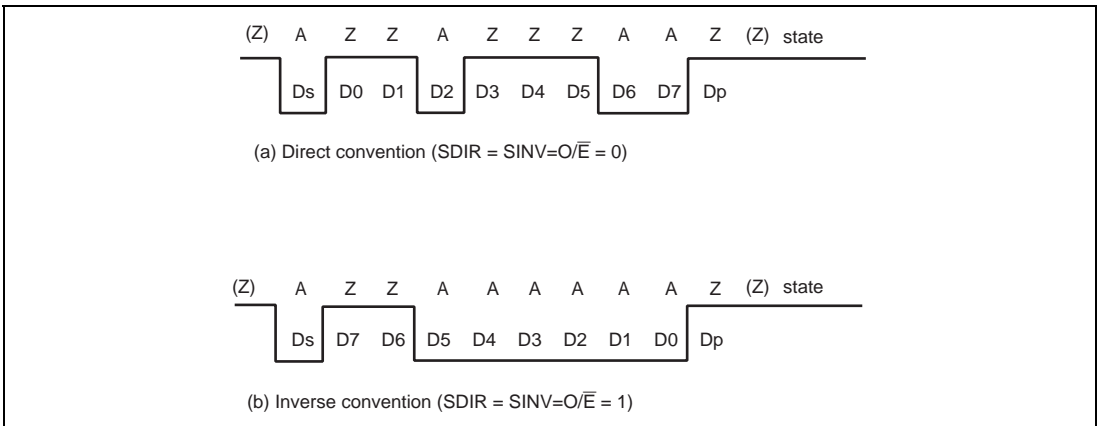 (Z) A Z Z A Z Z Z A A Z (Z) state
Ds D0 D1 D2 D3 D4 D5 D6 D7 Dp
(a) Direct convention (SDIR = SINV=O/E̅ = 0)
(Z) A Z Z A A A A A A Z (Z) state
Ds D7 D6 D5 D4 D3 D2 D1 D0 Dp
(b) Inverse convention (SDIR = SINV=O/E̅ = 1)